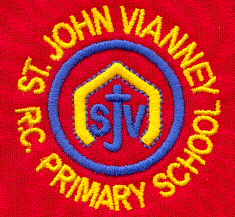 ST. JOHN VIANNEY
R.C. PRIMARY SCHOOL
SJV